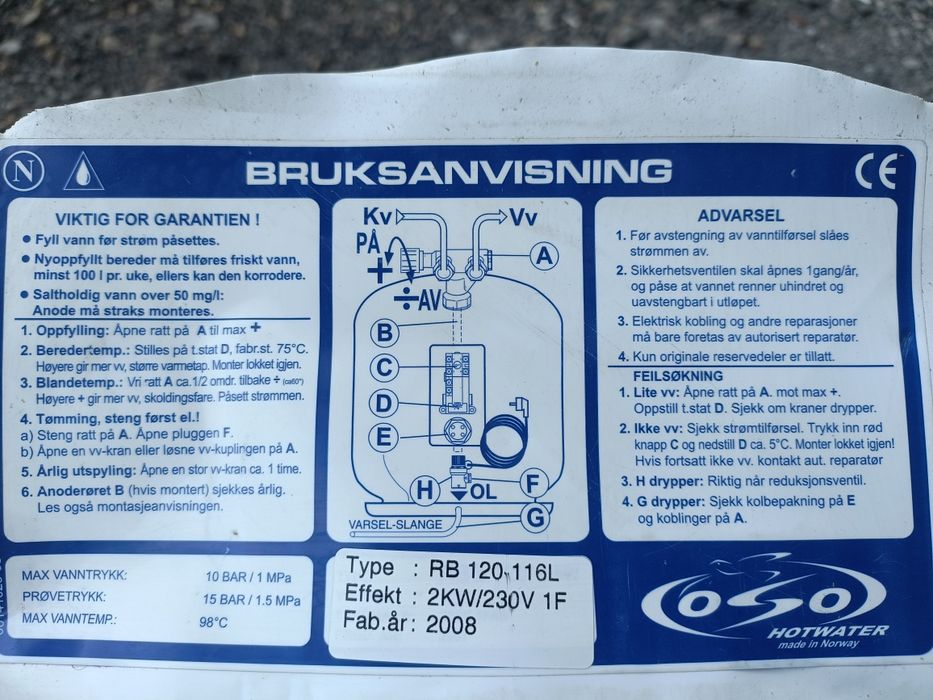 N
BRUKSANVISNING
CE
VIKTIG FOR GARANTIEN !
• Fyll vann før strøm påsettes.
• Nyoppfyllt bereder må tilføres friskt vann,
minst 100 l pr. uke, ellers kan den korrodere.
• Saltholdig vann over 50 mg/l:
Anode må straks monteres.
1. Oppfylling: Åpne ratt på A til max +
2. Beredertemp.: Stilles på t.stat D, fabr.st. 75°C.
Høyere gir mer vv, større varmetap. Monter lokket igjen.
3. Blandetemp.: Vri ratt A ca.1/2 omdr. tilbake ÷ (ca60°)
Høyere + gir mer vv, skoldingsfare. Påsett strømmen.
4. Tømming, steng først el.!
a) Steng ratt på A. Åpne pluggen F.
b) Åpne en vv-kran eller løsne vv-kuplingen på A.
5. Årlig utspyling: Åpne en stor vv-kran ca. 1 time.
6. Anoderøret B (hvis montert) sjekkes årlig.
Les også montasjeanvisningen.
Kv
Vv
PÅ
+
÷AV
A
B
C
D
E
H
OL
F
G
VARSEL-SLANGE
ADVARSEL
1. Før avstengning av vanntilførsel slåes
strømmen av.
2. Sikkerhetsventilen skal åpnes 1gang/år,
og påse at vannet renner uhindret og
uavstengbart i utløpet.
3. Elektrisk kobling og andre reparasjoner
må bare foretas av autorisert reparatør.
4. Kun originale reservedeler er tillatt.
FEILSØKNING
1. Lite vv: Åpne ratt på A. mot max +.
Oppstill t.stat D. Sjekk om kraner drypper.
2. Ikke vv: Sjekk strømtilførsel. Trykk inn rød
knapp C og nedstill D ca. 5°C. Monter lokket igjen!
Hvis fortsatt ikke vv. kontakt aut. reparatør
3. H drypper: Riktig når reduksjonsventil.
4. G drypper: Sjekk kolbepakning på E
og koblinger på A.
MAX VANNTRYKK: 10 BAR / 1 MPa
PRØVETRYKK: 15 BAR / 1.5 MPa
MAX VANNTEMP.: 98°C
Type : RB 120 116L
Effekt : 2KW/230V 1F
Fab.år : 2008
OSO
HOTWATER
made in Norway